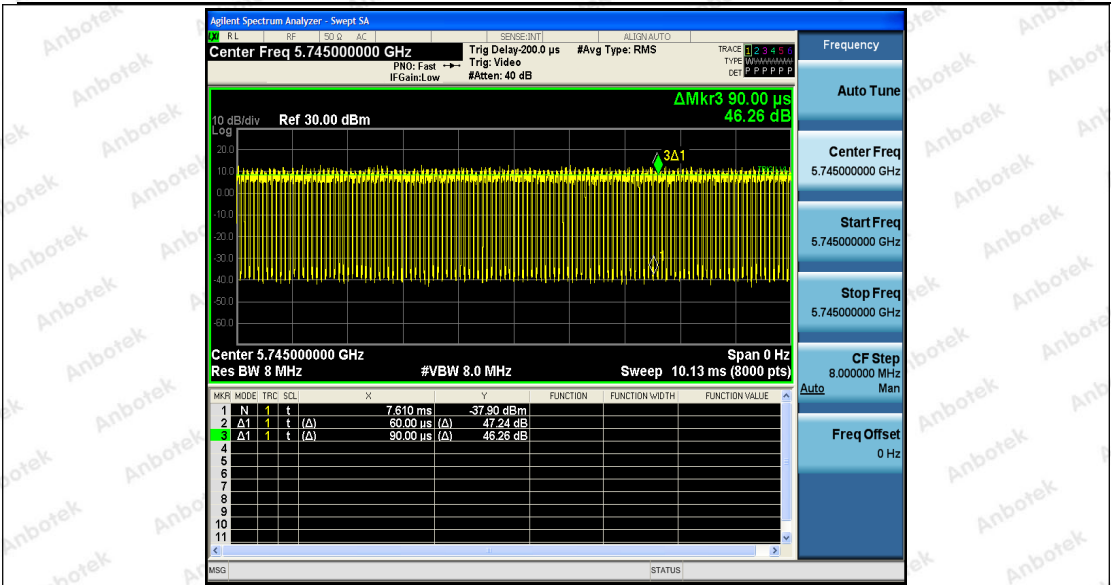 Agilent Spectrum Analyzer - Swept SA
LXI RL RF 50 Ω AC SENSE:INT ALIGNAUTO
Center Freq 5.745000000 GHz
PNO: Fast
IFGain:Low
Trig Delay-200.0 µs
Trig: Video
#Atten: 40 dB
#Avg Type: RMS
TRACE 1 2 3 4 5 6
TYPE
DET P P P P P P
ΔMkr3 90.00 µs
46.26 dB
10 dB/div Ref 30.00 dBm
Log
20.0
10.0
0.00
-10.0
-20.0
-30.0
-40.0
-50.0
-60.0
3Δ1
1
Center 5.745000000 GHz Span 0 Hz
Res BW 8 MHz #VBW 8.0 MHz Sweep 10.13 ms (8000 pts)
MKR MODE TRC SCL X Y FUNCTION FUNCTION WIDTH FUNCTION VALUE
1 N 1 t 7.610 ms -37.90 dBm
2 Δ1 1 t (Δ) 60.00 µs (Δ) 47.24 dB
3 Δ1 1 t (Δ) 90.00 µs (Δ) 46.26 dB
4
5
6
7
8
9
10
11
MSG STATUS
Frequency
Auto Tune
Center Freq
5.745000000 GHz
Start Freq
5.745000000 GHz
Stop Freq
5.745000000 GHz
CF Step
8.000000 MHz
Auto Man
Freq Offset
0 Hz
Anbotek